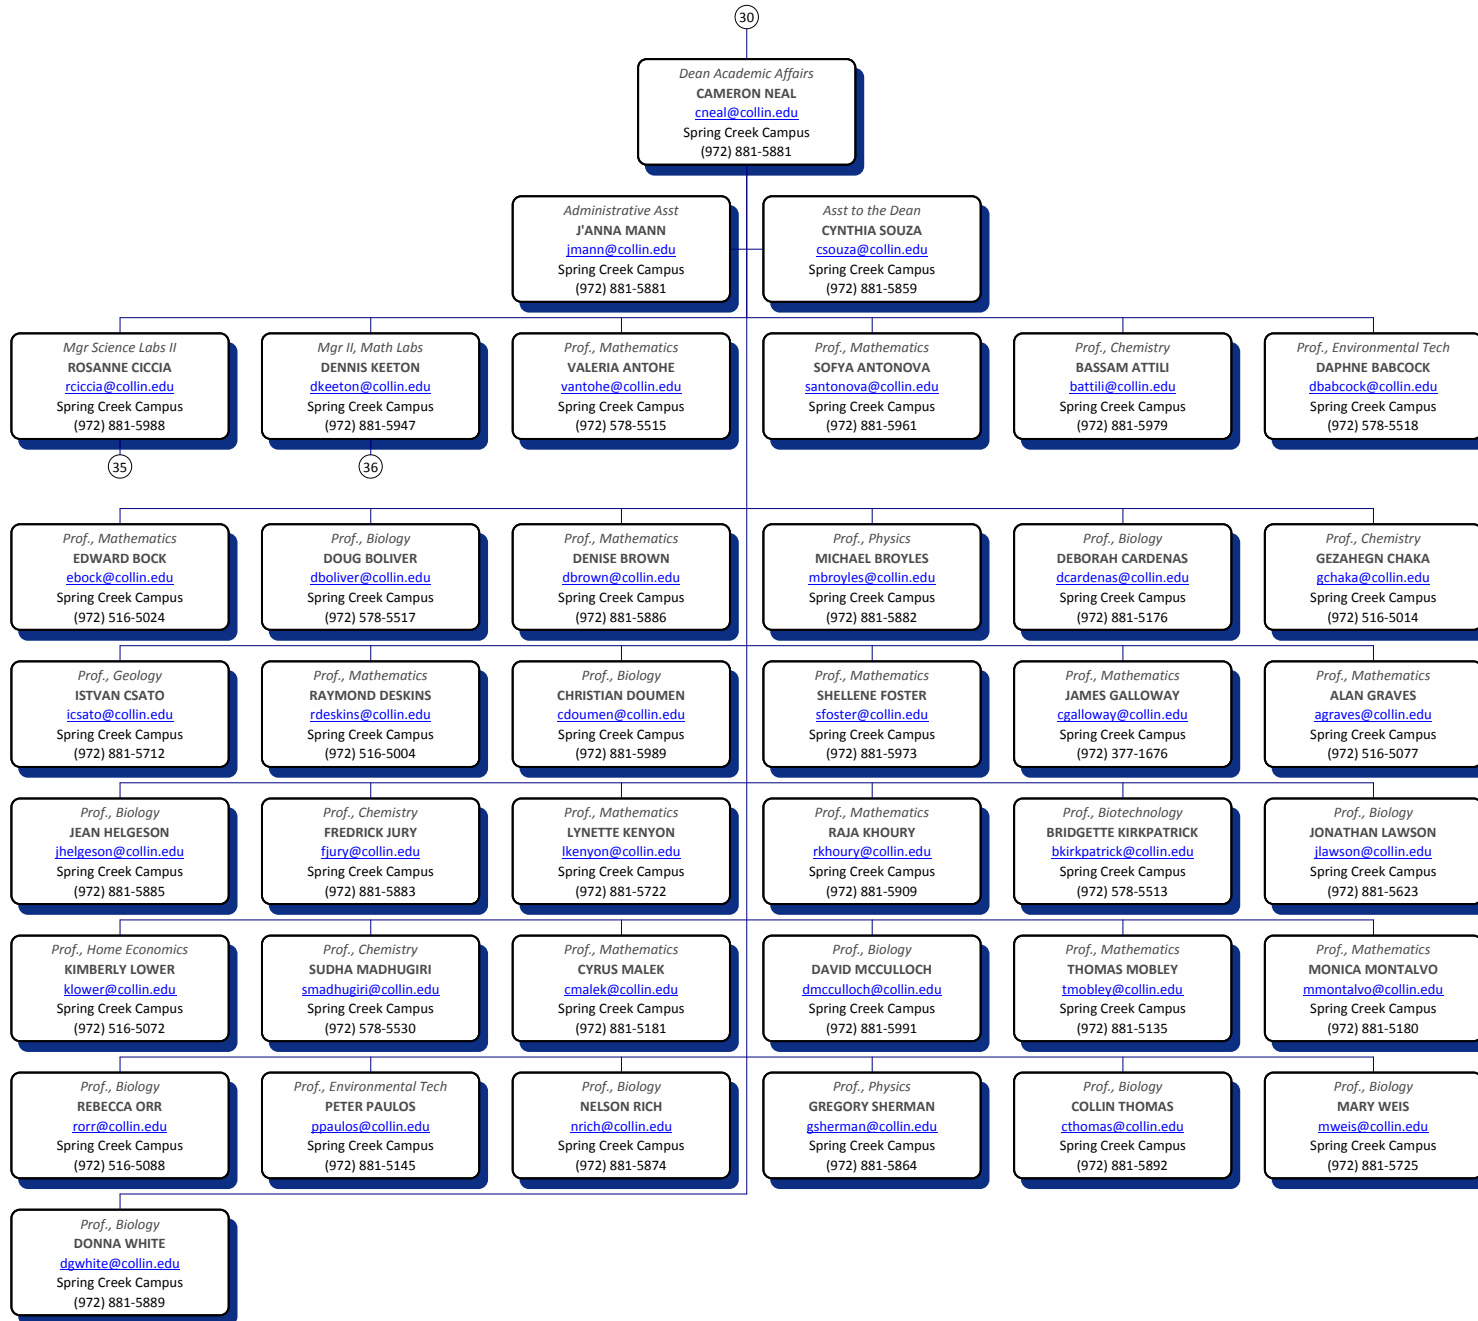 30
Dean Academic Affairs
CAMERON NEAL
cneal@collin.edu
Spring Creek Campus
(972) 881-5881
Administrative Asst
J'ANNA MANN
jmann@collin.edu
Spring Creek Campus
(972) 881-5881
Asst to the Dean
CYNTHIA SOUZA
csouza@collin.edu
Spring Creek Campus
(972) 881-5859
Mgr Science Labs II
ROSANNE CICCIA
rciccia@collin.edu
Spring Creek Campus
(972) 881-5988
35
Mgr II, Math Labs
DENNIS KEETON
dkeeton@collin.edu
Spring Creek Campus
(972) 881-5947
36
Prof., Mathematics
VALERIA ANTOHE
vantohe@collin.edu
Spring Creek Campus
(972) 578-5515
Prof., Mathematics
SOFYA ANTONOVA
santonova@collin.edu
Spring Creek Campus
(972) 881-5961
Prof., Chemistry
BASSAM ATTILI
battili@collin.edu
Spring Creek Campus
(972) 881-5979
Prof., Environmental Tech
DAPHNE BABCOCK
dbabcock@collin.edu
Spring Creek Campus
(972) 578-5518
Prof., Mathematics
EDWARD BOCK
ebock@collin.edu
Spring Creek Campus
(972) 516-5024
Prof., Biology
DOUG BOLIVER
dboliver@collin.edu
Spring Creek Campus
(972) 578-5517
Prof., Mathematics
DENISE BROWN
dbrown@collin.edu
Spring Creek Campus
(972) 881-5886
Prof., Physics
MICHAEL BROYLES
mbroyles@collin.edu
Spring Creek Campus
(972) 881-5882
Prof., Biology
DEBORAH CARDENAS
dcardenas@collin.edu
Spring Creek Campus
(972) 881-5176
Prof., Chemistry
GEZAHEGN CHAKA
gchaka@collin.edu
Spring Creek Campus
(972) 516-5014
Prof., Geology
ISTVAN CSATO
icsato@collin.edu
Spring Creek Campus
(972) 881-5712
Prof., Mathematics
RAYMOND DESKINS
rdeskins@collin.edu
Spring Creek Campus
(972) 516-5004
Prof., Biology
CHRISTIAN DOUMEN
cdoumen@collin.edu
Spring Creek Campus
(972) 881-5989
Prof., Mathematics
SHELLENE FOSTER
sfoster@collin.edu
Spring Creek Campus
(972) 881-5973
Prof., Mathematics
JAMES GALLOWAY
cgalloway@collin.edu
Spring Creek Campus
(972) 377-1676
Prof., Mathematics
ALAN GRAVES
agraves@collin.edu
Spring Creek Campus
(972) 516-5077
Prof., Biology
JEAN HELGESON
jhelgeson@collin.edu
Spring Creek Campus
(972) 881-5885
Prof., Chemistry
FREDRICK JURY
fjury@collin.edu
Spring Creek Campus
(972) 881-5883
Prof., Mathematics
LYNETTE KENYON
lkenyon@collin.edu
Spring Creek Campus
(972) 881-5722
Prof., Mathematics
RAJA KHOURY
rkhoury@collin.edu
Spring Creek Campus
(972) 881-5909
Prof., Biotechnology
BRIDGETTE KIRKPATRICK
bkirkpatrick@collin.edu
Spring Creek Campus
(972) 578-5513
Prof., Biology
JONATHAN LAWSON
jlawson@collin.edu
Spring Creek Campus
(972) 881-5623
Prof., Home Economics
KIMBERLY LOWER
klower@collin.edu
Spring Creek Campus
(972) 516-5072
Prof., Chemistry
SUDHA MADHUGIRI
smadhugiri@collin.edu
Spring Creek Campus
(972) 578-5530
Prof., Mathematics
CYRUS MALEK
cmalek@collin.edu
Spring Creek Campus
(972) 881-5181
Prof., Biology
DAVID MCCULLOCH
dmcculloch@collin.edu
Spring Creek Campus
(972) 881-5991
Prof., Mathematics
THOMAS MOBLEY
tmobley@collin.edu
Spring Creek Campus
(972) 881-5135
Prof., Mathematics
MONICA MONTALVO
mmontalvo@collin.edu
Spring Creek Campus
(972) 881-5180
Prof., Biology
REBECCA ORR
rorr@collin.edu
Spring Creek Campus
(972) 516-5088
Prof., Environmental Tech
PETER PAULOS
ppaulos@collin.edu
Spring Creek Campus
(972) 881-5145
Prof., Biology
NELSON RICH
nrich@collin.edu
Spring Creek Campus
(972) 881-5874
Prof., Physics
GREGORY SHERMAN
gsherman@collin.edu
Spring Creek Campus
(972) 881-5864
Prof., Biology
COLLIN THOMAS
cthomas@collin.edu
Spring Creek Campus
(972) 881-5892
Prof., Biology
MARY WEIS
mweis@collin.edu
Spring Creek Campus
(972) 881-5725
Prof., Biology
DONNA WHITE
dgwhite@collin.edu
Spring Creek Campus
(972) 881-5889